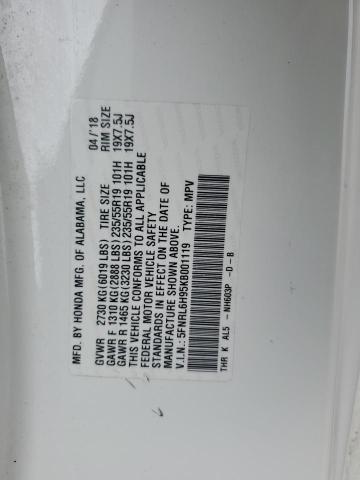 MFD. BY HONDA MFG. OF ALABAMA, LLC 04/'18
GVWR 2730 KG(6019 LBS) TIRE SIZE RIM SIZE
GAWR F 1310 KG(2888 LBS) 235/55R19 101H 19X7.5J
GAWR R 1465 KG(3230 LBS) 235/55R19 101H 19X7.5J
THIS VEHICLE CONFORMS TO ALL APPLICABLE
FEDERAL MOTOR VEHICLE SAFETY
STANDARDS IN EFFECT ON THE DATE OF
MANUFACTURE SHOWN ABOVE.
V.I.N.: 5FNRL6H95KB001119 TYPE: MPV
THR K AL5 -NH603P -D-B